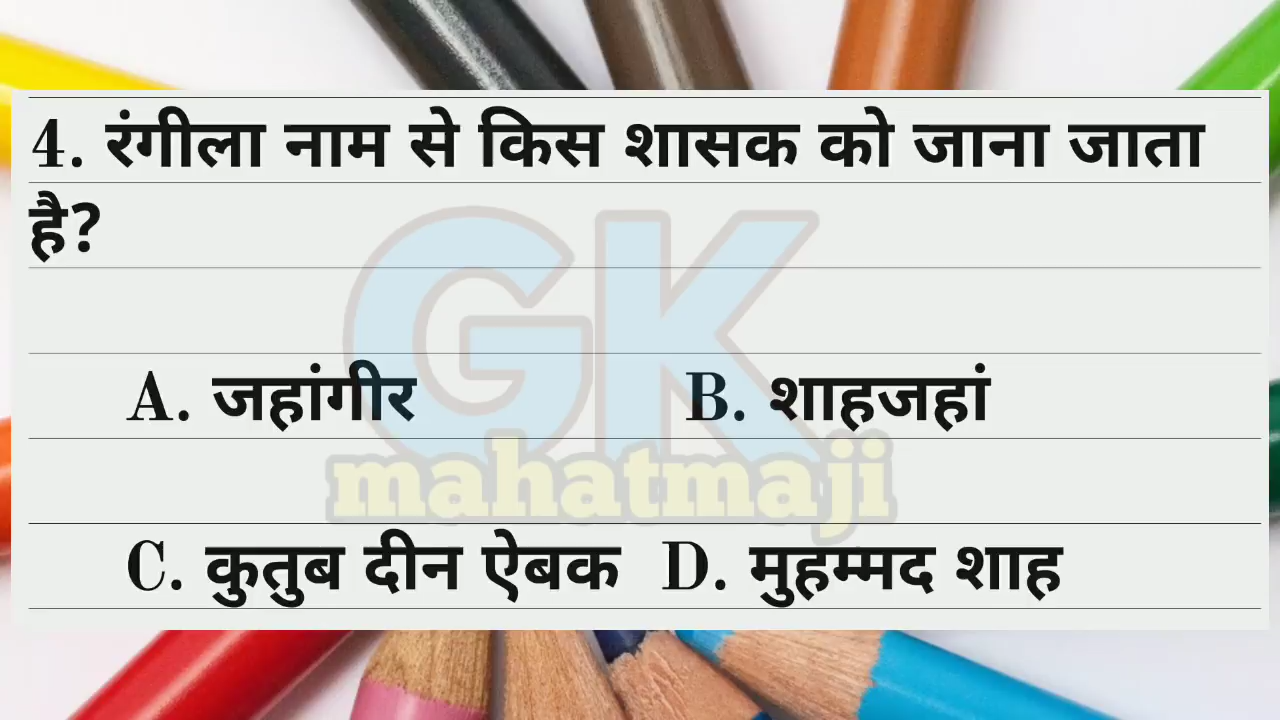 4. रंगीला नाम से किस शासक को जाना जाता
है?
GK
A. जहांगीर B. शाहजहां
mahatmaji
C. कुतुब दीन ऐबक D. मुहम्मद शाह